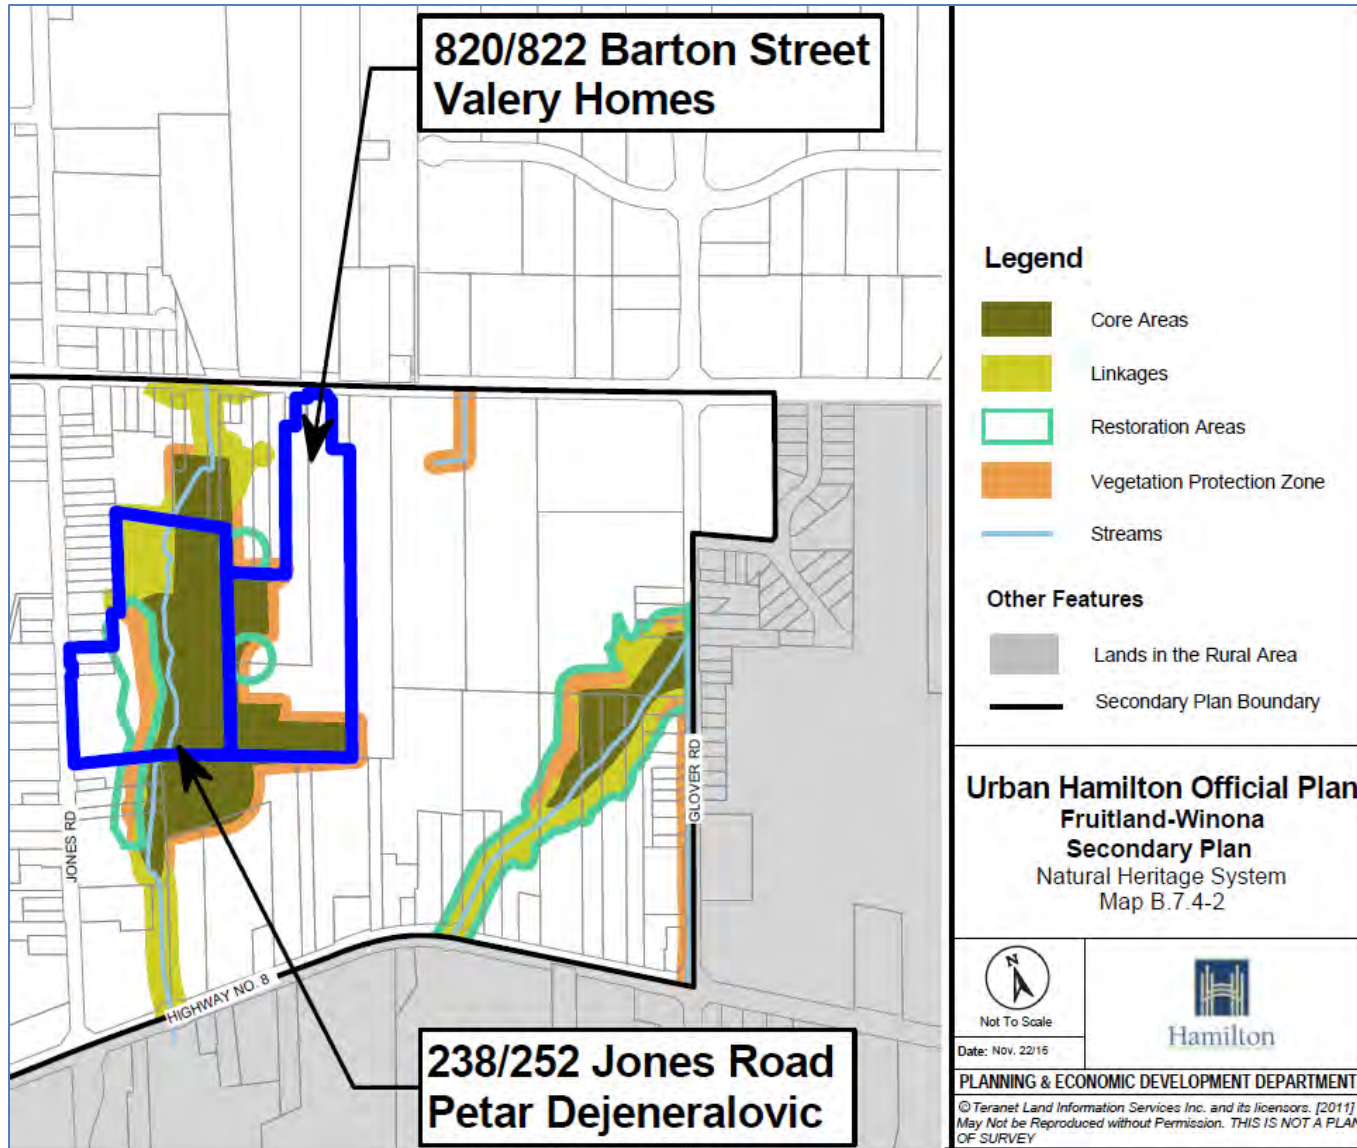 820/822 Barton Street
Valery Homes
Legend
Core Areas
Linkages
Restoration Areas
Vegetation Protection Zone
Streams
Other Features
Lands in the Rural Area
Secondary Plan Boundary
JONES RD
GLOVER RD
HIGHWAY NO. 8
238/252 Jones Road
Petar Dejeneralovic
Urban Hamilton Official Plan
Fruitland-Winona
Secondary Plan
Natural Heritage System
Map B.7.4-2
N
Not To Scale
Date: Nov. 22/16
Hamilton
PLANNING & ECONOMIC DEVELOPMENT DEPARTMENT
© Teranet Land Information Services Inc. and its licensors. [2011]
May Not be Reproduced without Permission. THIS IS NOT A PLAN
OF SURVEY